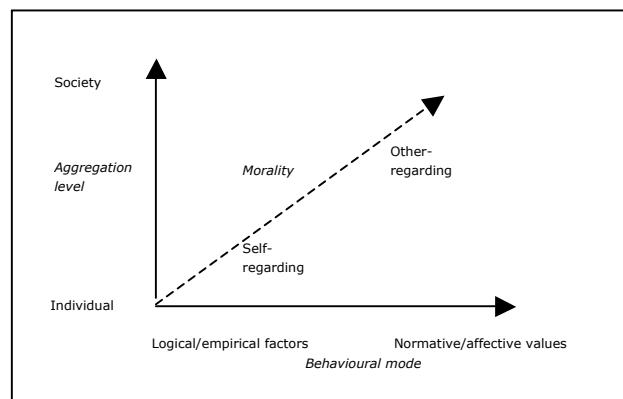 Society
Other-
regarding
Aggregation
level
Morality
Self-
regarding
Individual
Logical/empirical factors
Normative/affective values
Behavioural mode